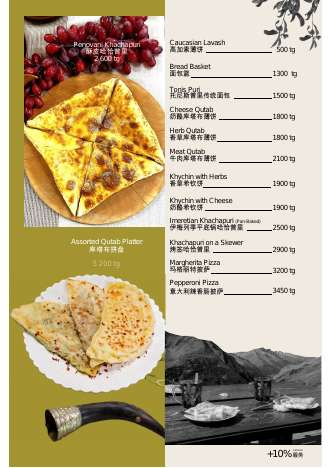 Penovani Khachapuri
酥皮哈恰普里
2 600 tg
Assorted Qutab Platter
库塔布拼盘
5 200 tg
Caucasian Lavash
高加索薄饼 500 tg
Bread Basket
面包篮 1300 tg
Tonis Puri
托尼斯普里传统面包 1500 tg
Cheese Qutab
奶酪库塔布薄饼 1800 tg
Herb Qutab
香草库塔布薄饼 1800 tg
Meat Qutab
牛肉库塔布薄饼 2100 tg
Khychin with Herbs
香草希钦饼 1900 tg
Khychin with Cheese
奶酪希钦饼 1900 tg
Imeretian Khachapuri (Pan-Baked)
伊梅列季平底锅哈恰普里 2500 tg
Khachapuri on a Skewer
烤签哈恰普里 2900 tg
Margherita Pizza
玛格丽特披萨 3200 tg
Pepperoni Pizza
意大利辣香肠披萨 3450 tg
+10% 服务